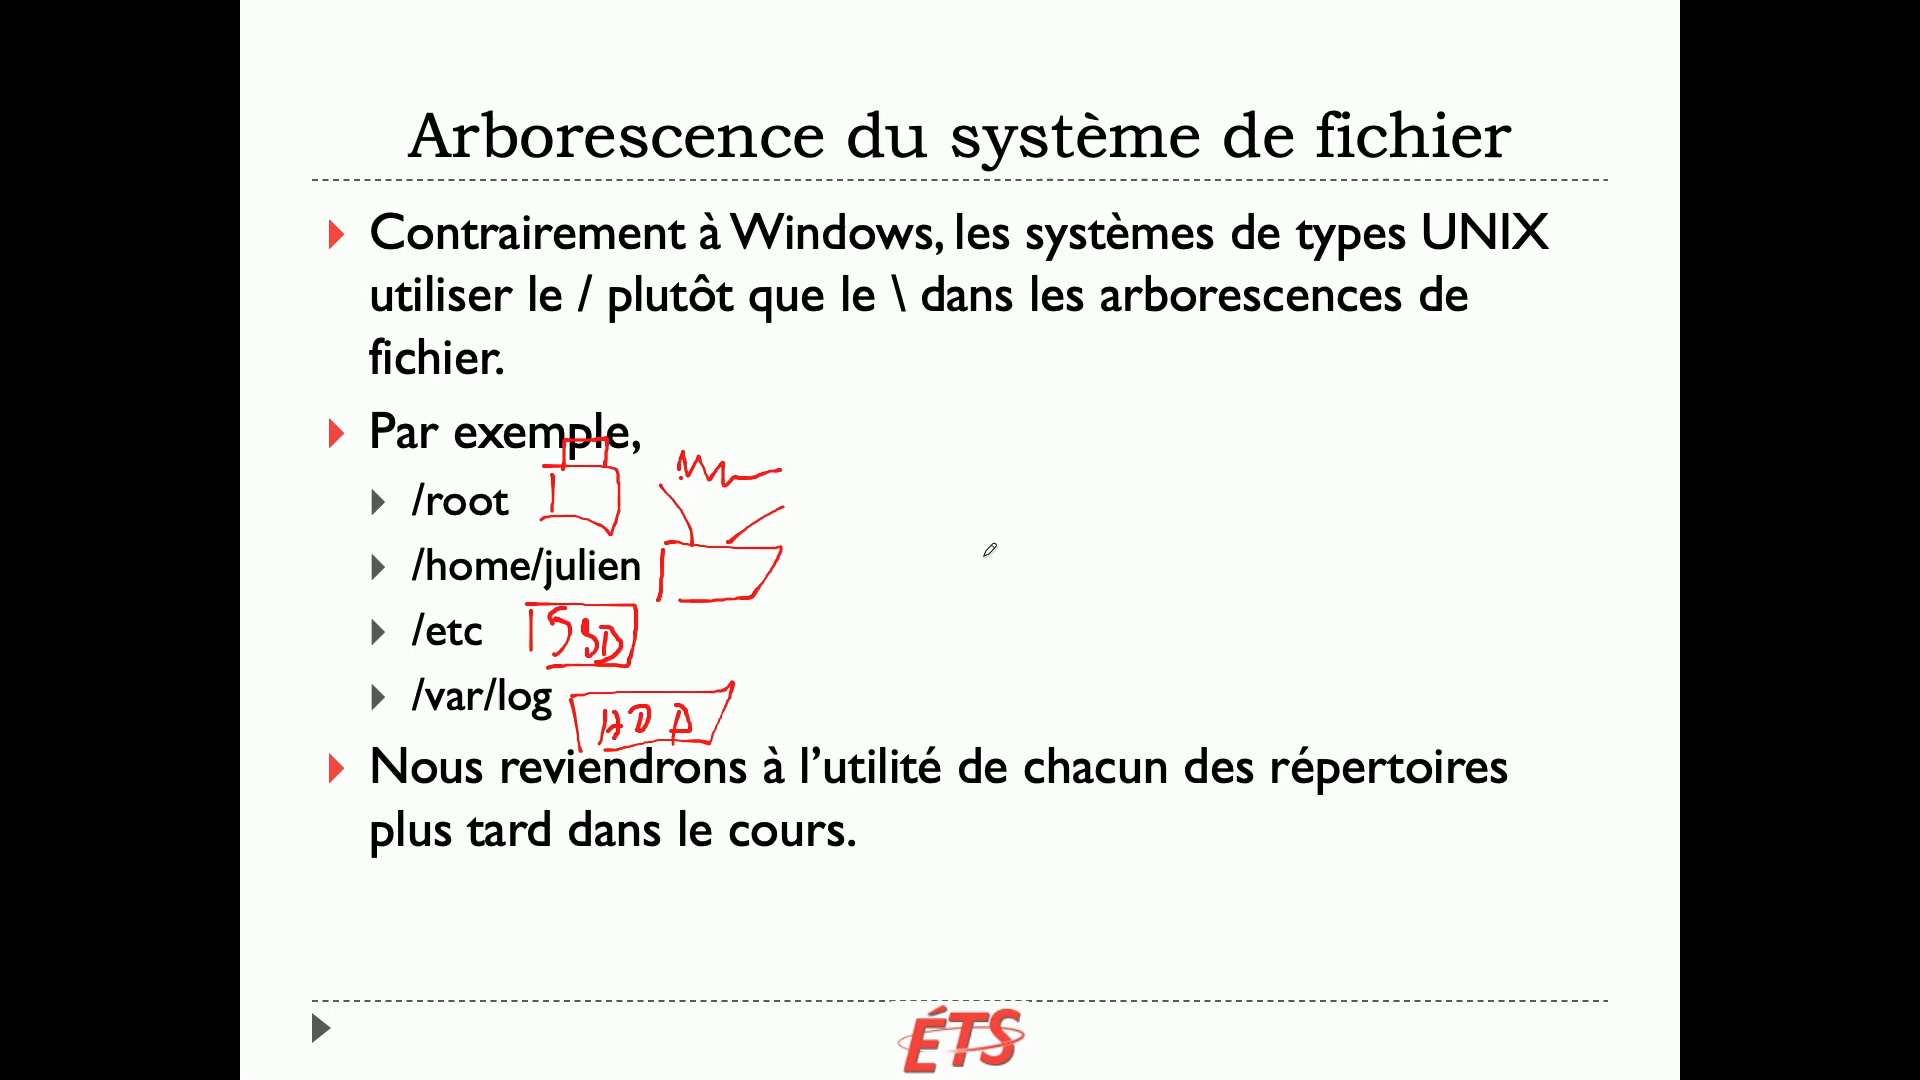 Arborescence du système de fichier
Contrairement à Windows, les systèmes de types UNIX
utiliser le / plutôt que le \ dans les arborescences de
fichier.
Par exemple,
/root
/home/julien
/etc SSD
/var/log
Nous reviendrons à l’utilité de chacun des répertoires
plus tard dans le cours.
ÉTS